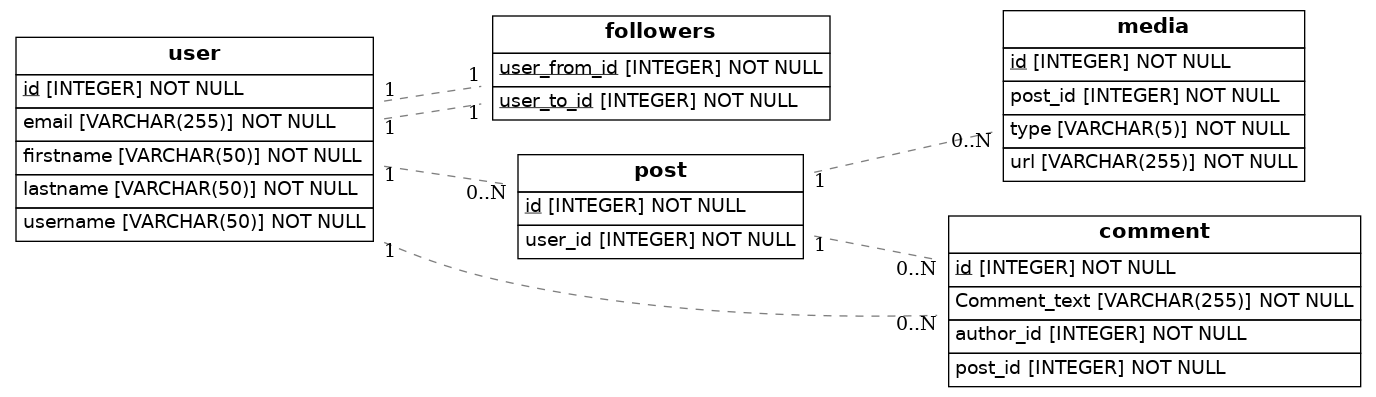 user
id [INTEGER] NOT NULL
email [VARCHAR(255)] NOT NULL
firstname [VARCHAR(50)] NOT NULL
lastname [VARCHAR(50)] NOT NULL
username [VARCHAR(50)] NOT NULL
1
1
1
1
1
1
0..N
0..N
followers
user_from_id [INTEGER] NOT NULL
user_to_id [INTEGER] NOT NULL
post
id [INTEGER] NOT NULL
user_id [INTEGER] NOT NULL
1
1
0..N
0..N
media
id [INTEGER] NOT NULL
post_id [INTEGER] NOT NULL
type [VARCHAR(5)] NOT NULL
url [VARCHAR(255)] NOT NULL
comment
id [INTEGER] NOT NULL
Comment_text [VARCHAR(255)] NOT NULL
author_id [INTEGER] NOT NULL
post_id [INTEGER] NOT NULL